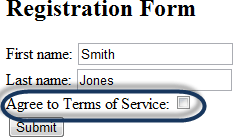 Registration Form
First name: Smith
Last name: Jones
Agree to Terms of Service:
Submit